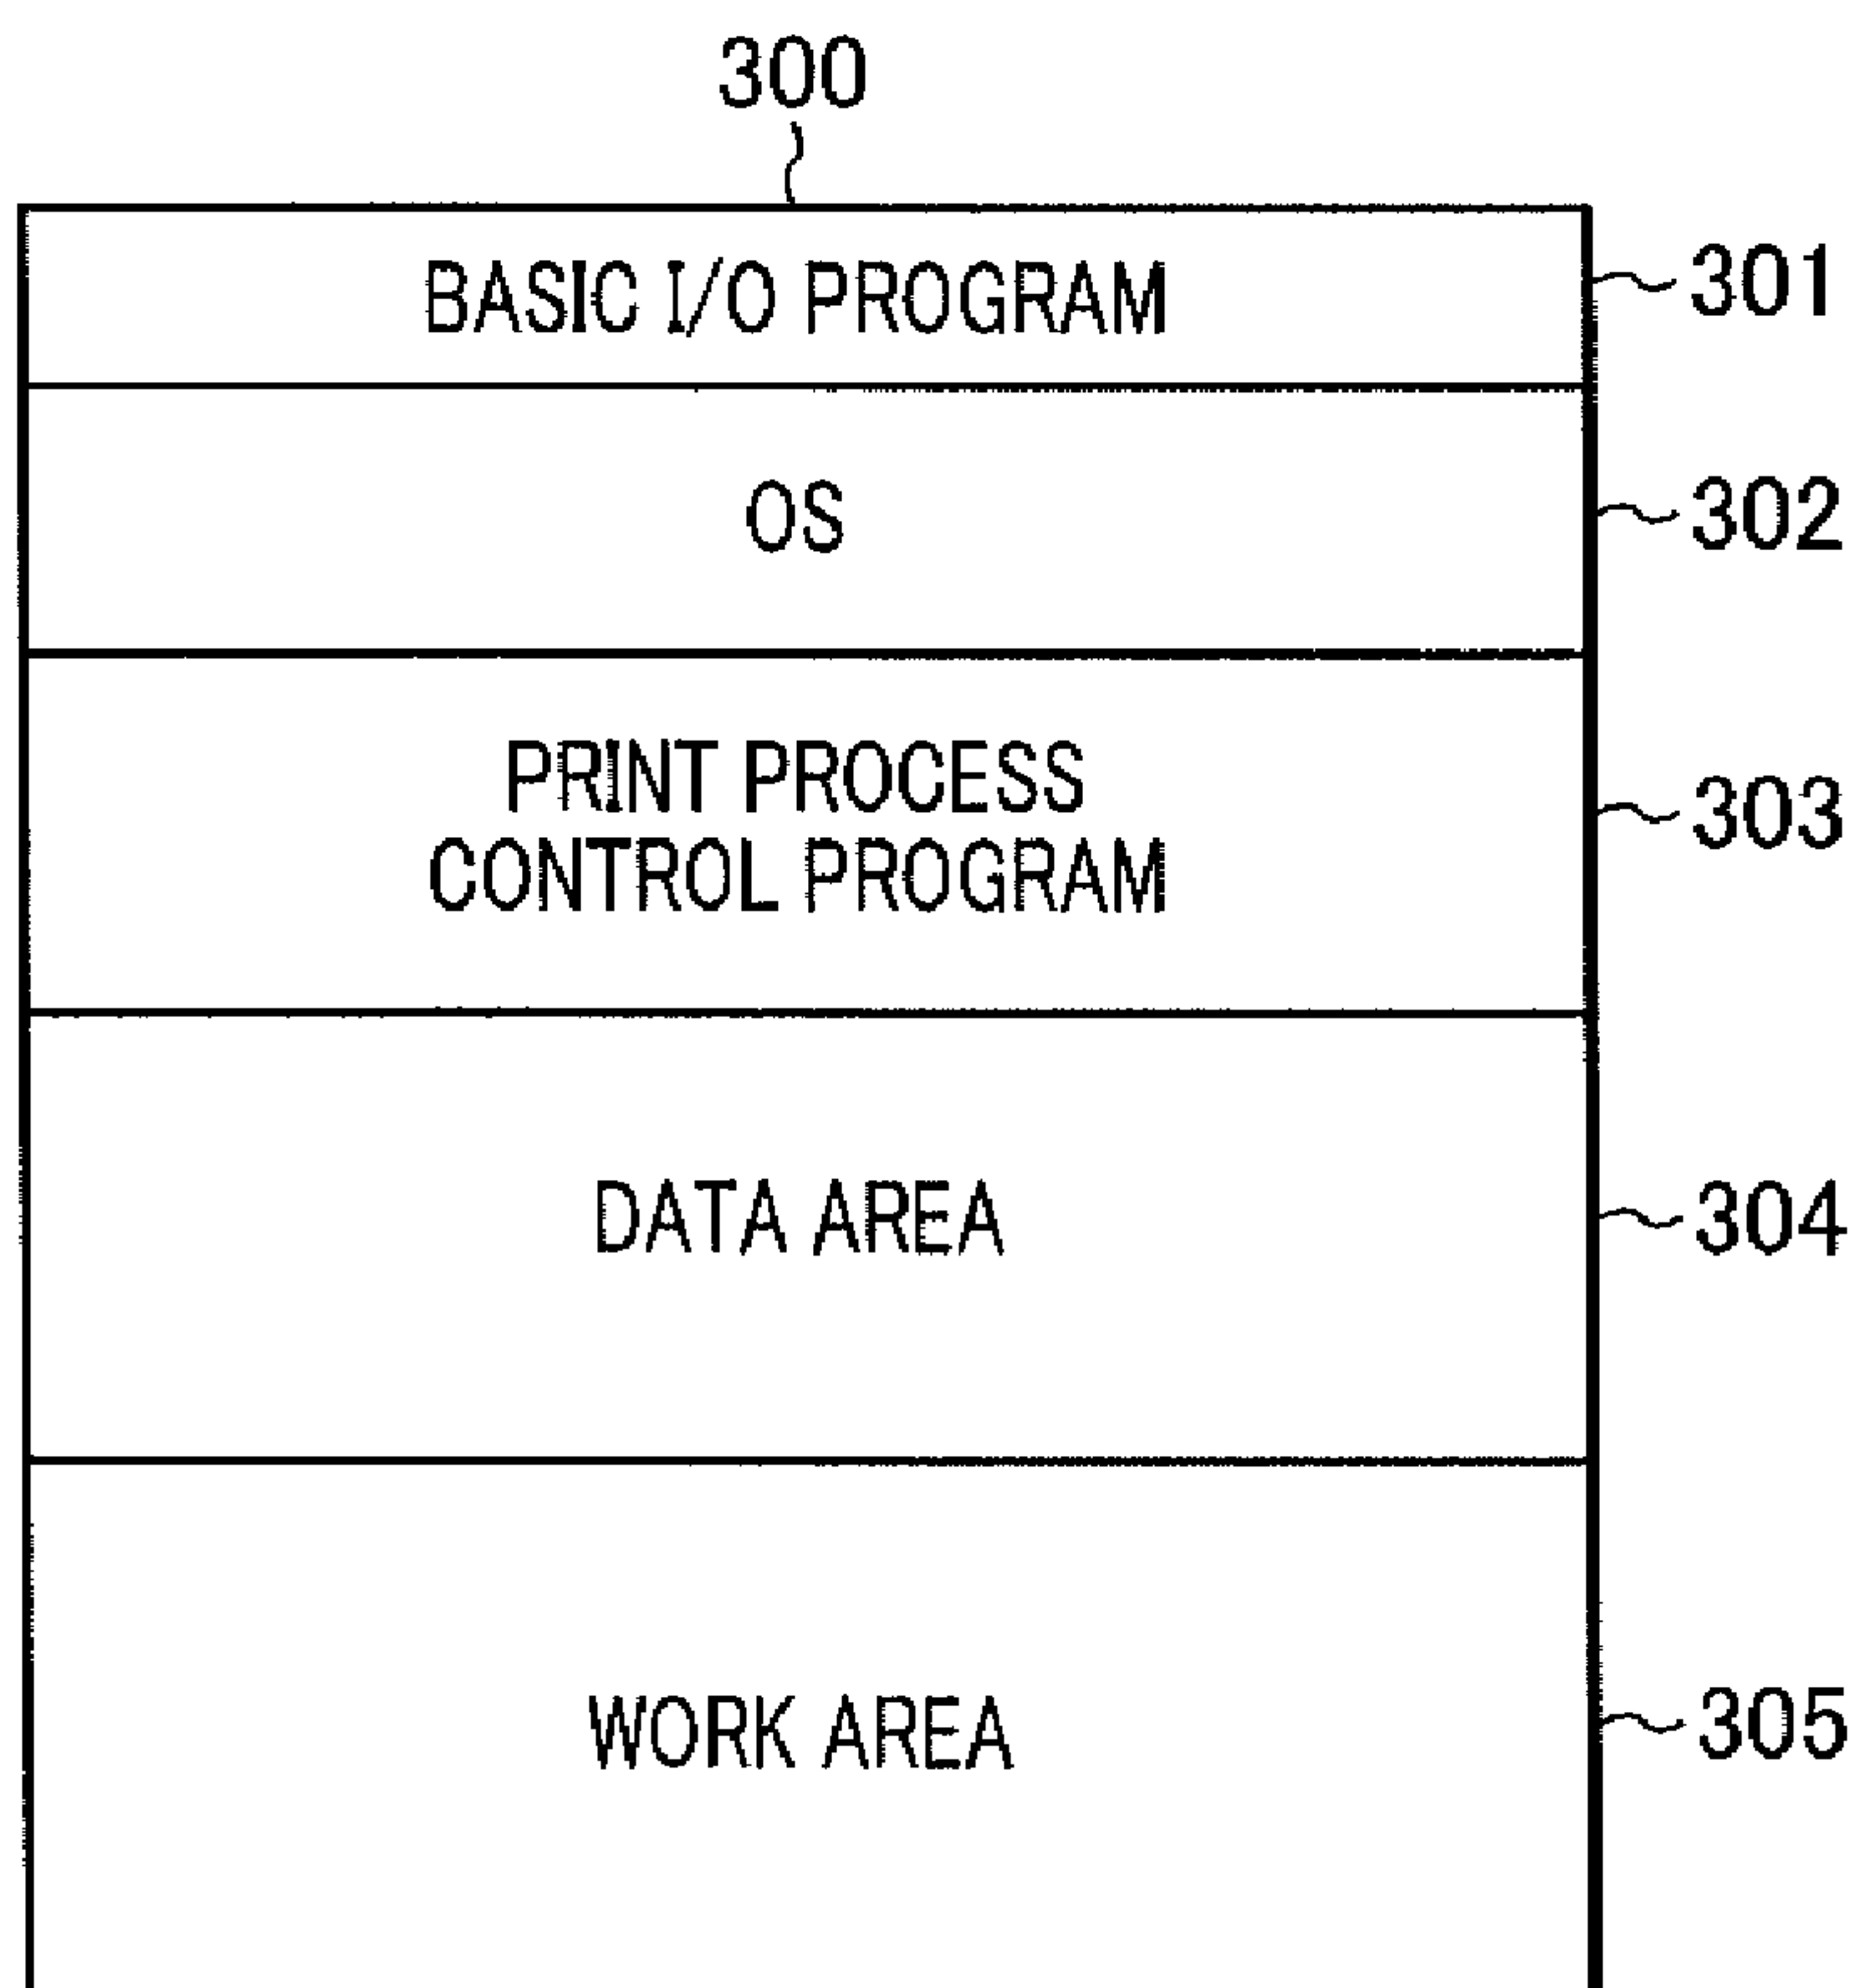 300
BASIC I/O PROGRAM
301
OS
302
PRINT PROCESS
CONTROL PROGRAM
303
DATA AREA
304
WORK AREA
305